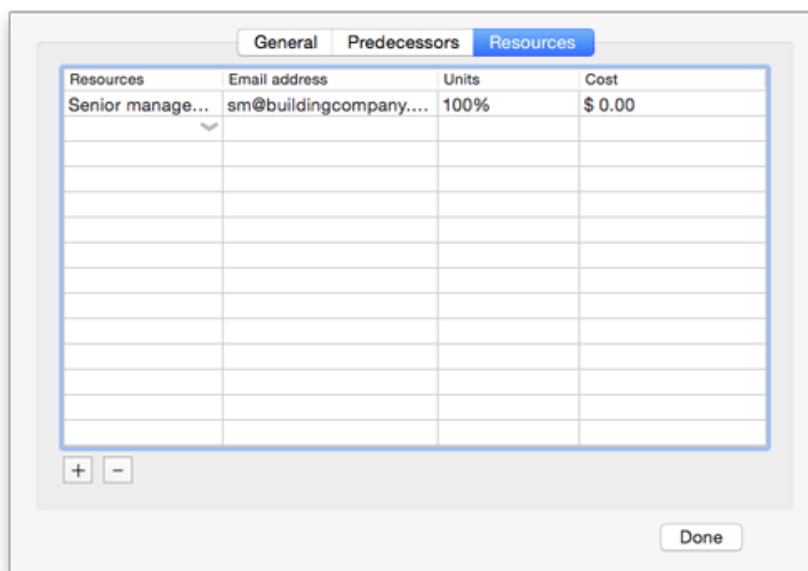 General Predecessors Resources
Resources Email address Units Cost
Senior manage... sm@buildingcompany.... 100% $ 0.00
+ −
Done